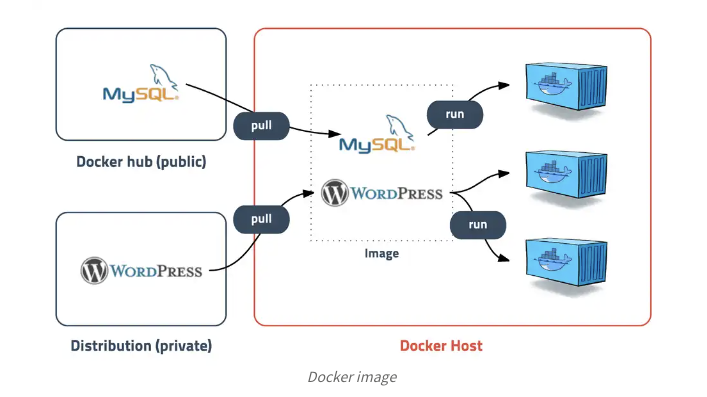 MySQL®
pull
Docker hub (public)
MySQL®
run
WORDPRESS
Image
WORDPRESS
pull
run
Distribution (private)
Docker Host
Docker image